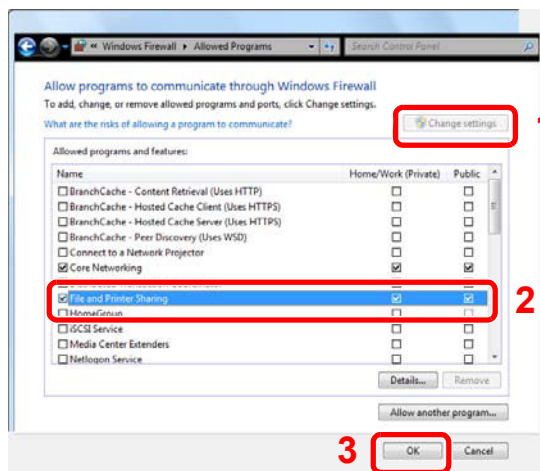 « Windows Firewall ▸ Allowed Programs Search Control Panel
Allow programs to communicate through Windows Firewall
To add, change, or remove allowed programs and ports, click Change settings.
What are the risks of allowing a program to communicate? Change settings
Allowed programs and features:
Name Home/Work (Private) Public
BranchCache - Content Retrieval (Uses HTTP)
BranchCache - Hosted Cache Client (Uses HTTPS)
BranchCache - Hosted Cache Server (Uses HTTPS)
BranchCache - Peer Discovery (Uses WSD)
Connect to a Network Projector
Core Networking
File and Printer Sharing 2
HomeGroup
iSCSI Service
Media Center Extenders
Netlogon Service
Details... Remove
Allow another program...
3 OK Cancel